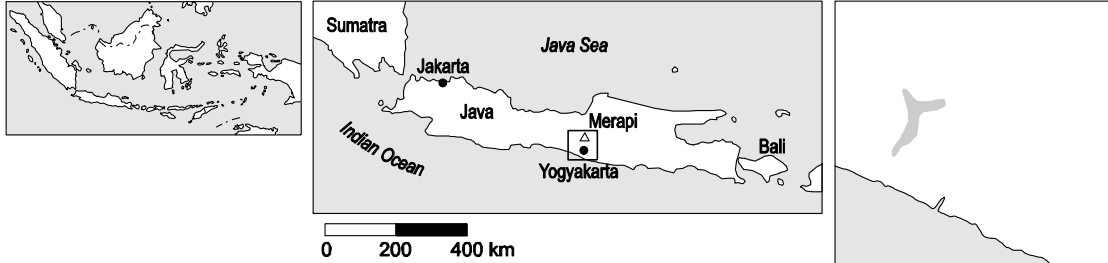 Sumatra
Java Sea
Jakarta
Java
Merapi
Indian Ocean
Bali
Yogyakarta
0 200 400 km